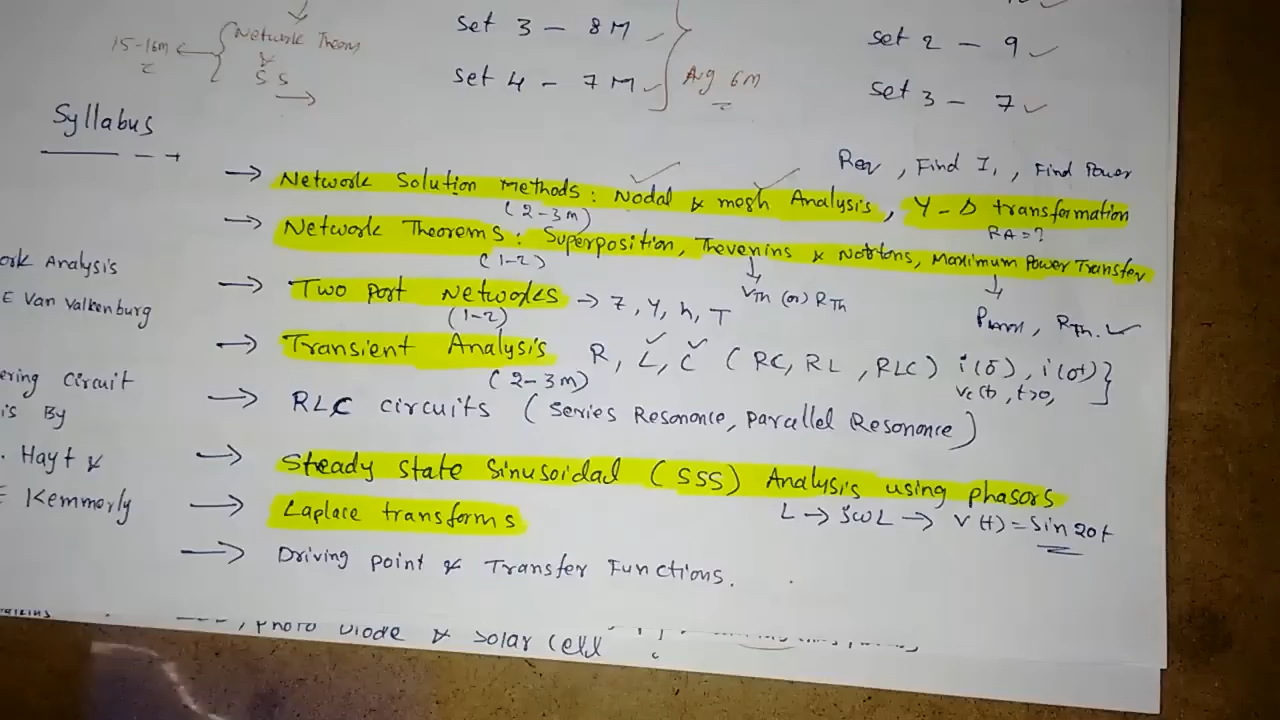 Set 3 - 8M
Set 4 - 7M
Avg 6m
Set 2 - 9
Set 3 - 7
15-16m
Network Theory
&
SS
Syllabus
Req, Find I1, Find Power
→ Network Solution Methods: Nodal & mesh Analysis, Y-Δ transformation
(2-3m)
RA=?
→ Network Theorems: Superposition, Thevenins & Nortons, Maximum Power Transfer
(1-2)
VTh (or) RTh
Pmax, RTh.
→ Two port Networks → Z, Y, h, T
(1-2)
→ Transient Analysis R, L, C (RC, RL, RLC) i(0-), i(0+)}
(2-3m)
Vc(t), t>0,
→ RLC circuits (Series Resonance, parallel Resonance)
→ Steady state Sinusoidal (SSS) Analysis using phasors
L → jωL → V(t) = Sin 20t
→ Laplace transforms
→ Driving point & Transfer Functions.
ork Analysis
E Van Valkenburg
ering Circuit
is By
. Hayt &
E Kemmerly
, photo diode & Solar Cell